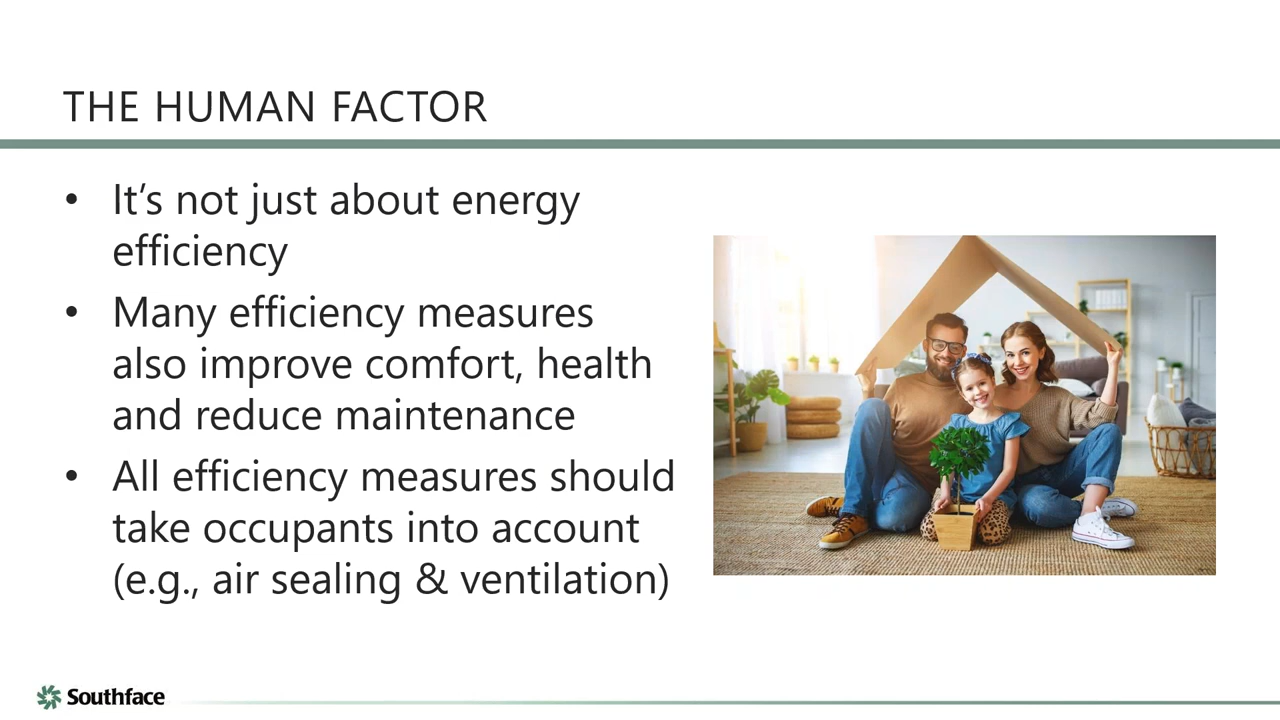 THE HUMAN FACTOR
• It’s not just about energy
efficiency
• Many efficiency measures
also improve comfort, health
and reduce maintenance
• All efficiency measures should
take occupants into account
(e.g., air sealing & ventilation)
Southface